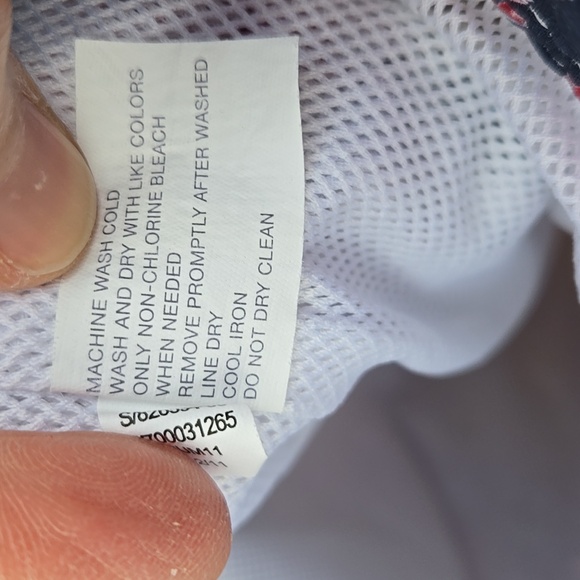 MACHINE WASH COLD
WASH AND DRY WITH LIKE COLORS
ONLY NON-CHLORINE BLEACH
WHEN NEEDED
REMOVE PROMPTLY AFTER WASHED
LINE DRY
COOL IRON
DO NOT DRY CLEAN
700031265